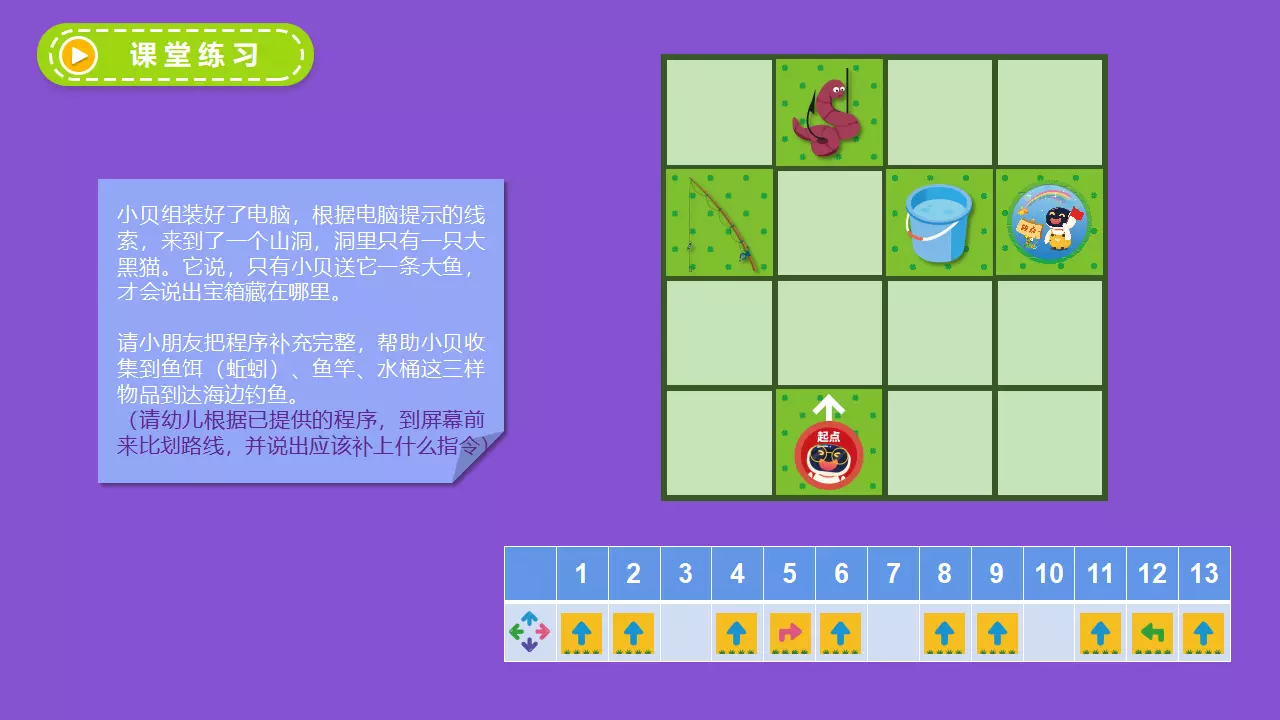 课堂练习
小贝组装好了电脑，根据电脑提示的线
索，来到了一个山洞，洞里只有一只大
黑猫。它说，只有小贝送它一条大鱼，
才会说出宝箱藏在哪里。
请小朋友把程序补充完整，帮助小贝收
集到鱼饵（蚯蚓）、鱼竿、水桶这三样
物品到达海边钓鱼。
（请幼儿根据已提供的程序，到屏幕前
来比划路线，并说出应该补上什么指令）
终点
起点
1 2 3 4 5 6 7 8 9 10 11 12 13